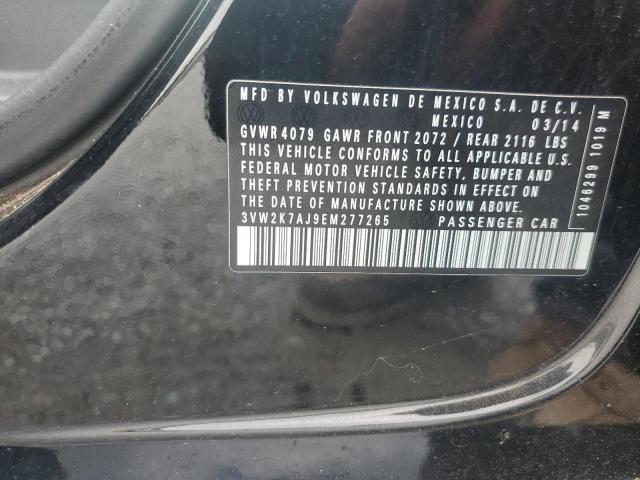 MFD BY VOLKSWAGEN DE MEXICO S.A. DE C.V.
MEXICO 03/14
GVWR 4079 GAWR FRONT 2072 / REAR 2116 LBS
THIS VEHICLE CONFORMS TO ALL APPLICABLE U.S.
FEDERAL MOTOR VEHICLE SAFETY, BUMPER AND
THEFT PREVENTION STANDARDS IN EFFECT ON
THE DATE OF MANUFACTURE SHOWN ABOVE.
3VW2K7AJ9EM277265 PASSENGER CAR
1046299 1019 M